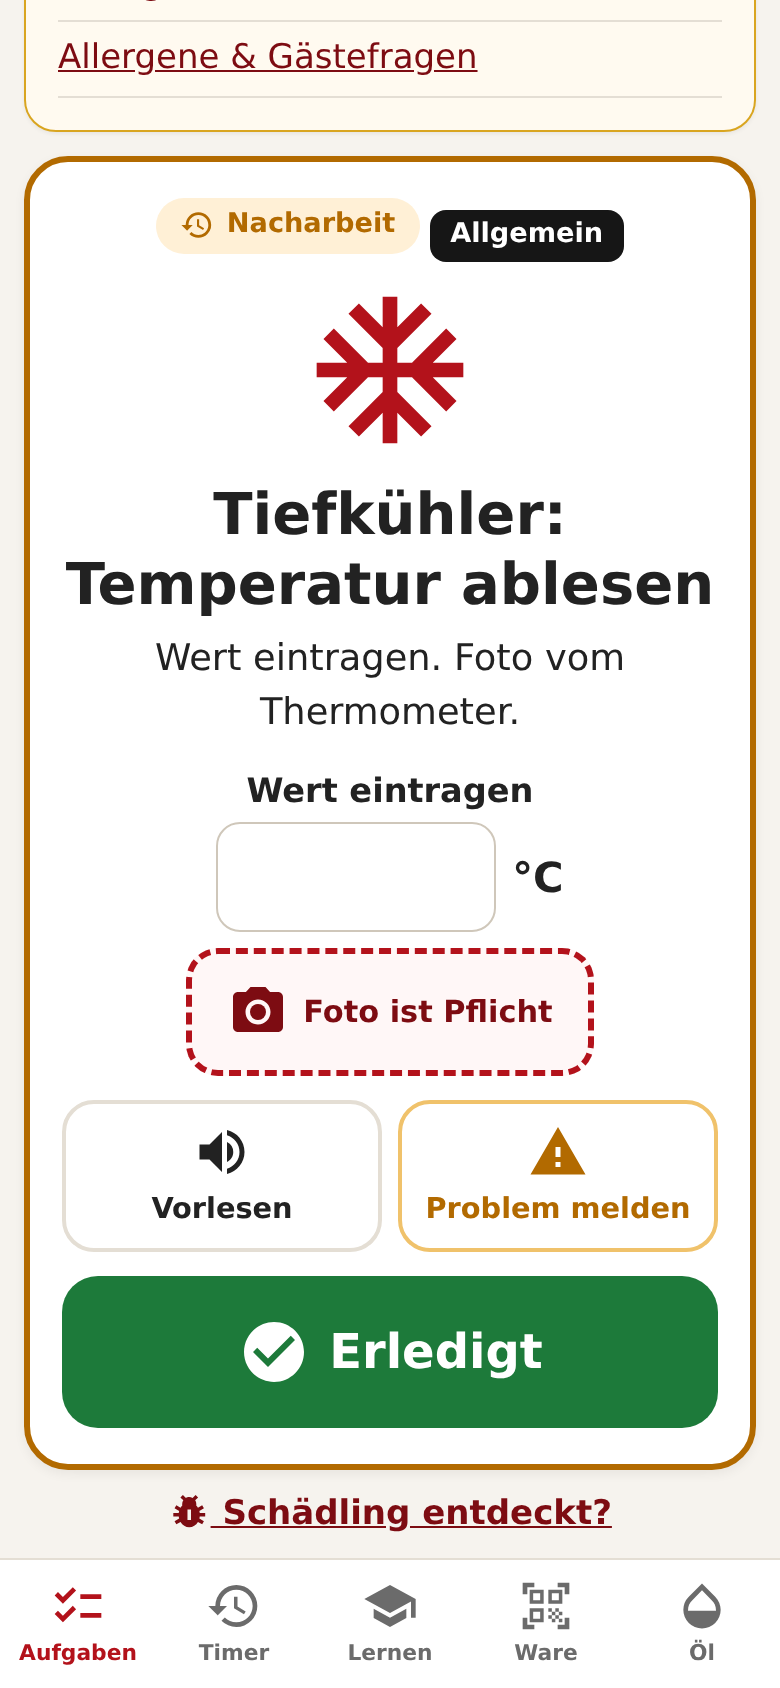 Allergene & Gästefragen
Nacharbeit
Allgemein
Tiefkühler:
Temperatur ablesen
Wert eintragen. Foto vom
Thermometer.
Wert eintragen
°C
Foto ist Pflicht
Vorlesen
Problem melden
Erledigt
Schädling entdeckt?
Aufgaben
Timer
Lernen
Ware
Öl